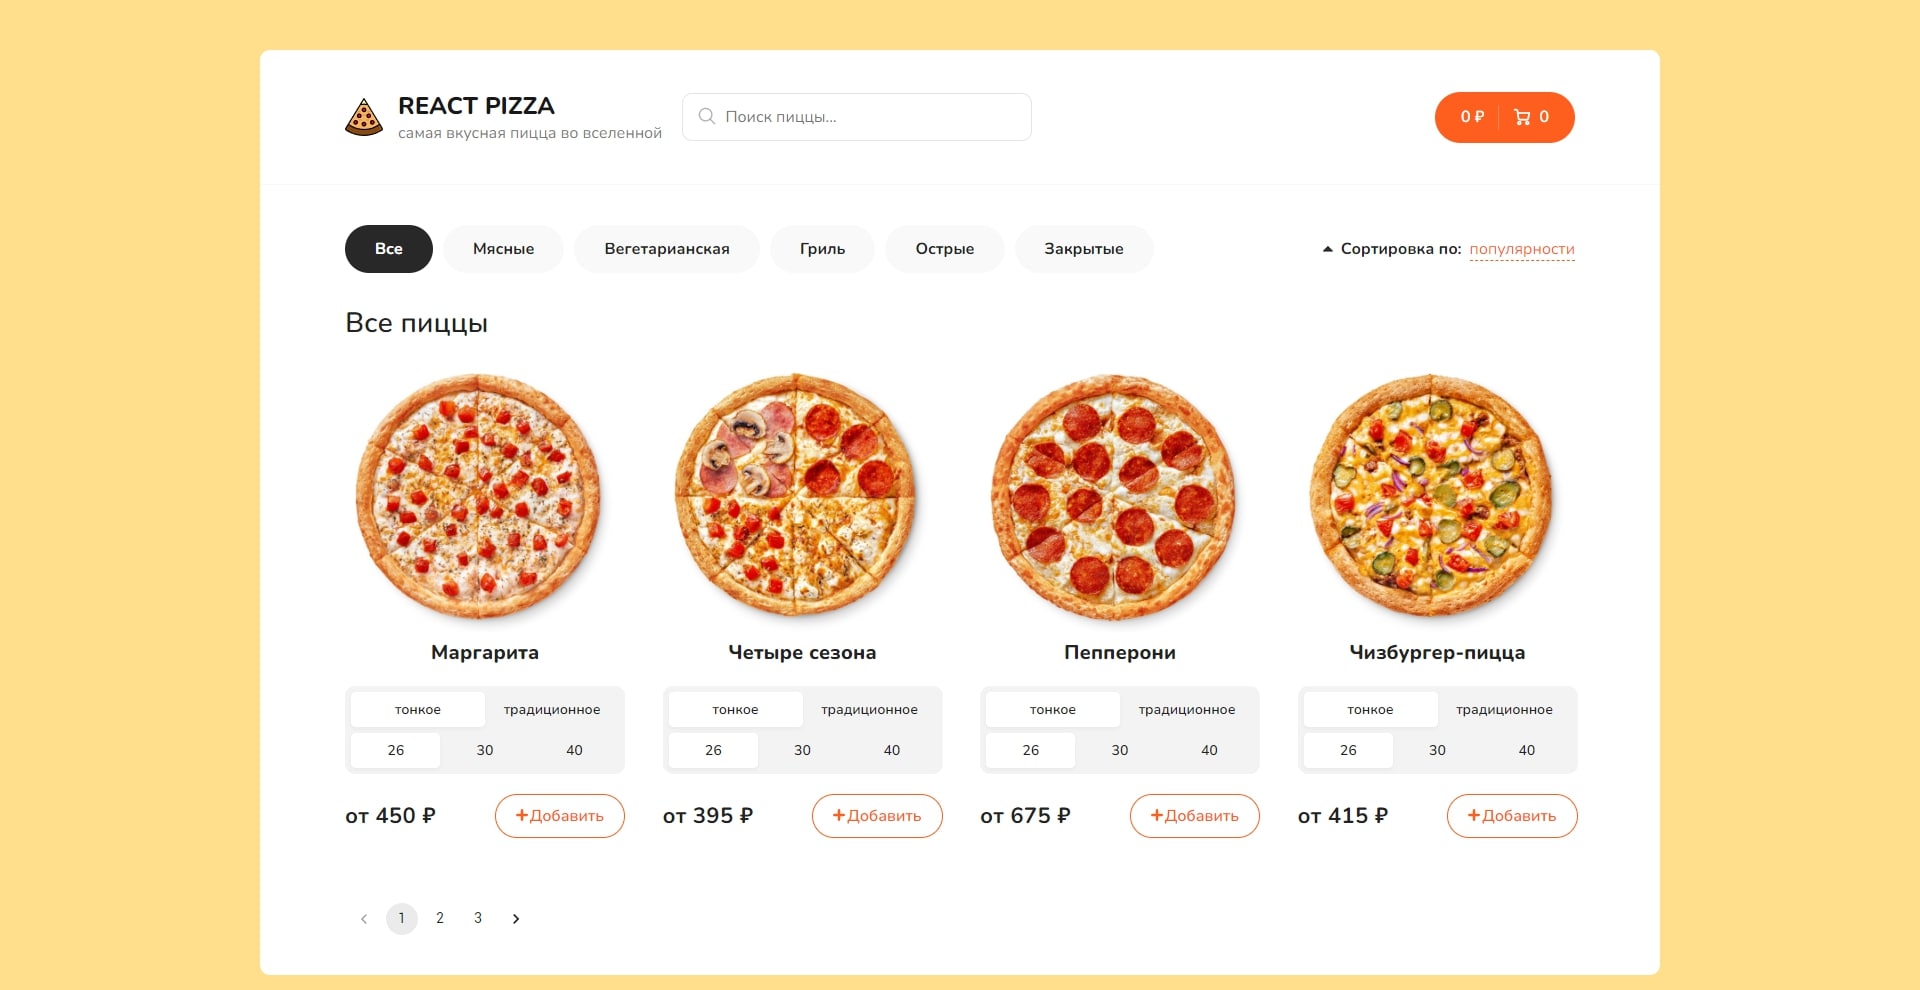 REACT PIZZA
самая вкусная пицца во вселенной
Поиск пиццы...
0 ₽
0
Все
Мясные
Вегетарианская
Гриль
Острые
Закрытые
Сортировка по: популярности
Все пиццы
Маргарита
тонкое традиционное
26 30 40
от 450 ₽
+Добавить
Четыре сезона
тонкое традиционное
26 30 40
от 395 ₽
+Добавить
Пепперони
тонкое традиционное
26 30 40
от 675 ₽
+Добавить
Чизбургер-пицца
тонкое традиционное
26 30 40
от 415 ₽
+Добавить
1 2 3